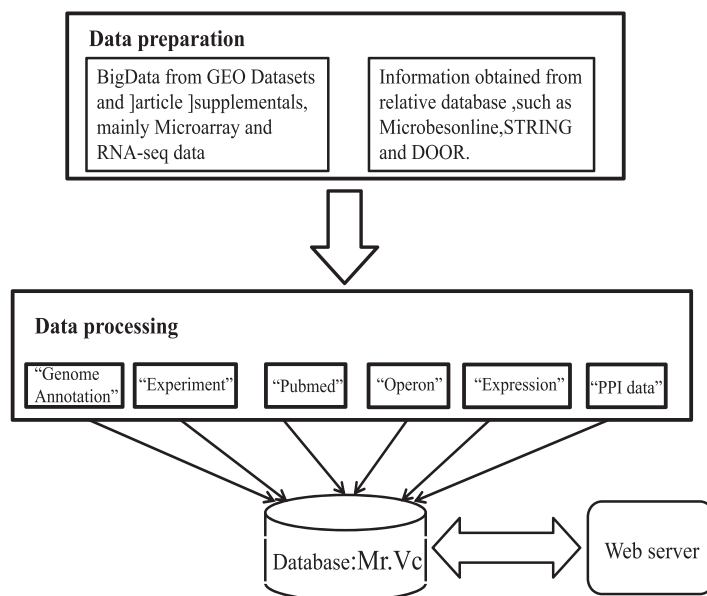 Data preparation
BigData from GEO Datasets
and ]article ]supplementals,
mainly Microarray and
RNA-seq data
Information obtained from
relative database ,such as
Microbesonline,STRING
and DOOR.
Data processing
“Genome
Annotation”
“Experiment”
“Pubmed”
“Operon”
“Expression”
“PPI data”
Database:Mr.Vc
Web server